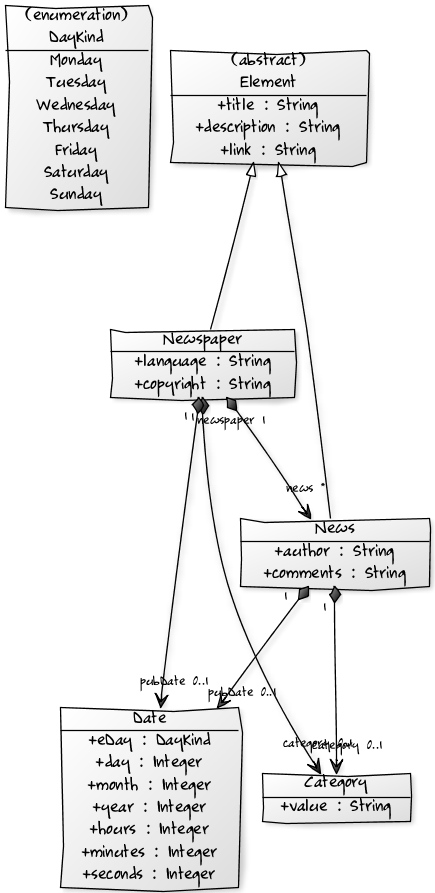 (enumeration)
DayKind
Monday
Tuesday
Wednesday
Thursday
Friday
Saturday
Sunday
(abstract)
Element
+title : String
+description : String
+link : String
Newspaper
+language : String
+copyright : String
1
1
newspaper 1
news *
News
+author : String
+comments : String
1
1
pubDate 0..1
pubDate 0..1
category
category 0..1
Date
+eDay : DayKind
+day : Integer
+month : Integer
+year : Integer
+hours : Integer
+minutes : Integer
+seconds : Integer
Category
+value : String